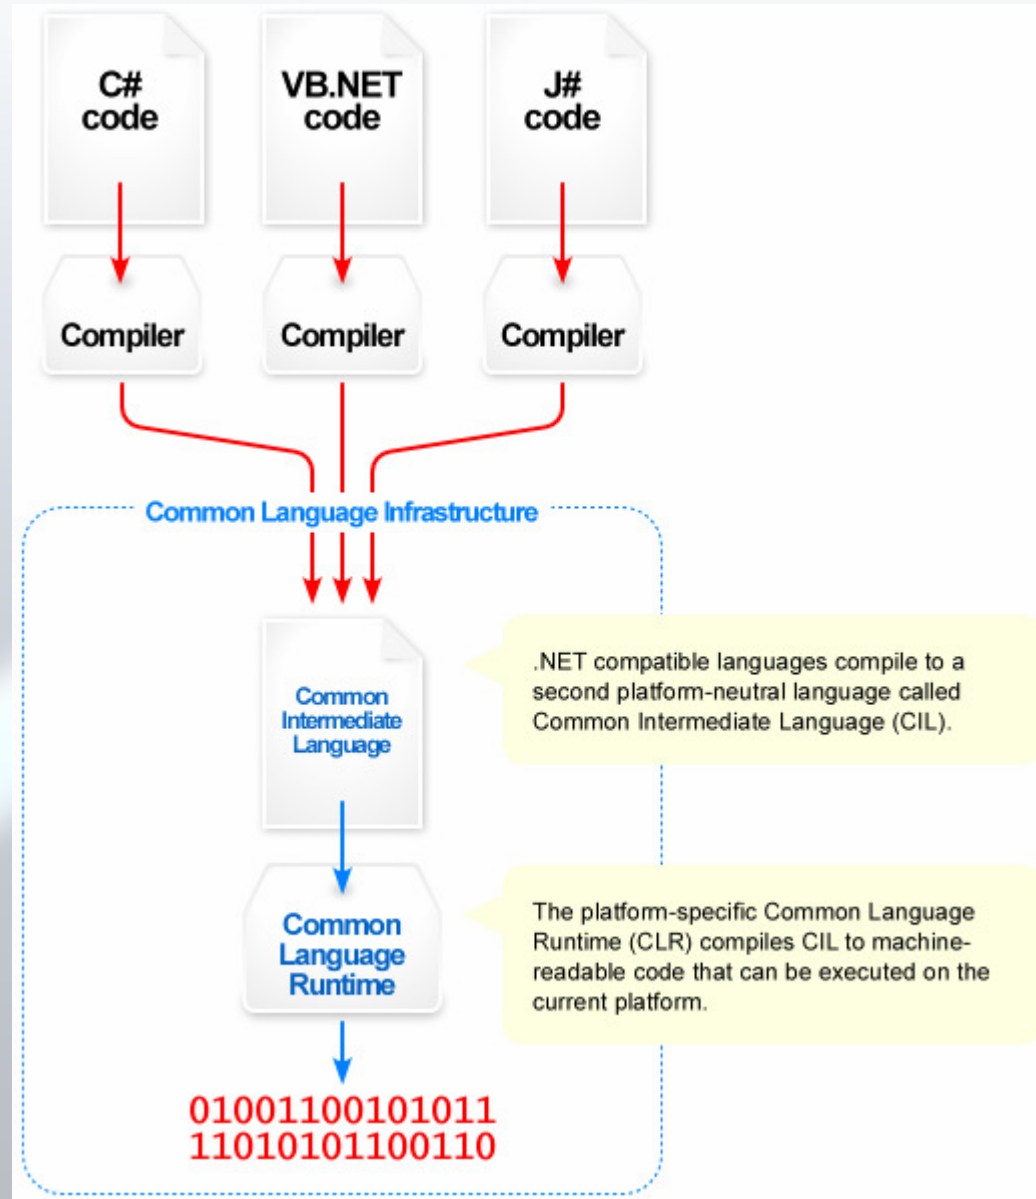 C#
code
VB.NET
code
J#
code
Compiler
Compiler
Compiler
Common Language Infrastructure
Common
Intermediate
Language
.NET compatible languages compile to a
second platform-neutral language called
Common Intermediate Language (CIL).
Common
Language
Runtime
The platform-specific Common Language
Runtime (CLR) compiles CIL to machine-
readable code that can be executed on the
current platform.
01001100101011
11010101100110